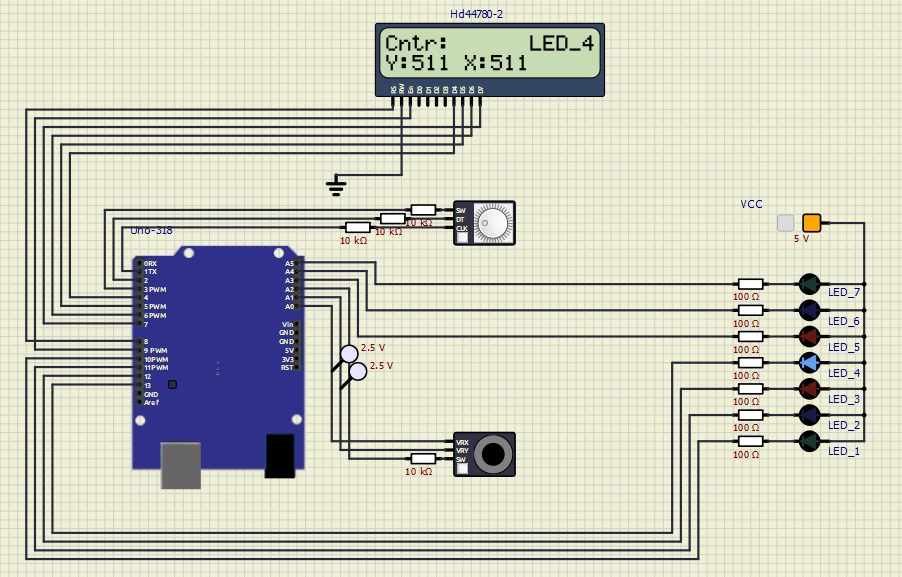 Hd44780-2
Cntr: LED_4
Y:511 X:511
RS RW En D0 D1 D2 D3 D4 D5 D6 D7
SW
DT
CLK
10 kΩ
10 kΩ
10 kΩ
VCC
5 V
Uno-318
0RX
1TX
2
3 PWM
4
5 PWM
6 PWM
7
8
9 PWM
10PWM
11PWM
12
13
GND
Aref
A5
A4
A3
A2
A1
A0
Vin
GND
GND
5V
3V3
RST
2.5 V
2.5 V
VRX
VRY
SW
10 kΩ
100 Ω LED_7
100 Ω LED_6
100 Ω LED_5
100 Ω LED_4
100 Ω LED_3
100 Ω LED_2
100 Ω LED_1